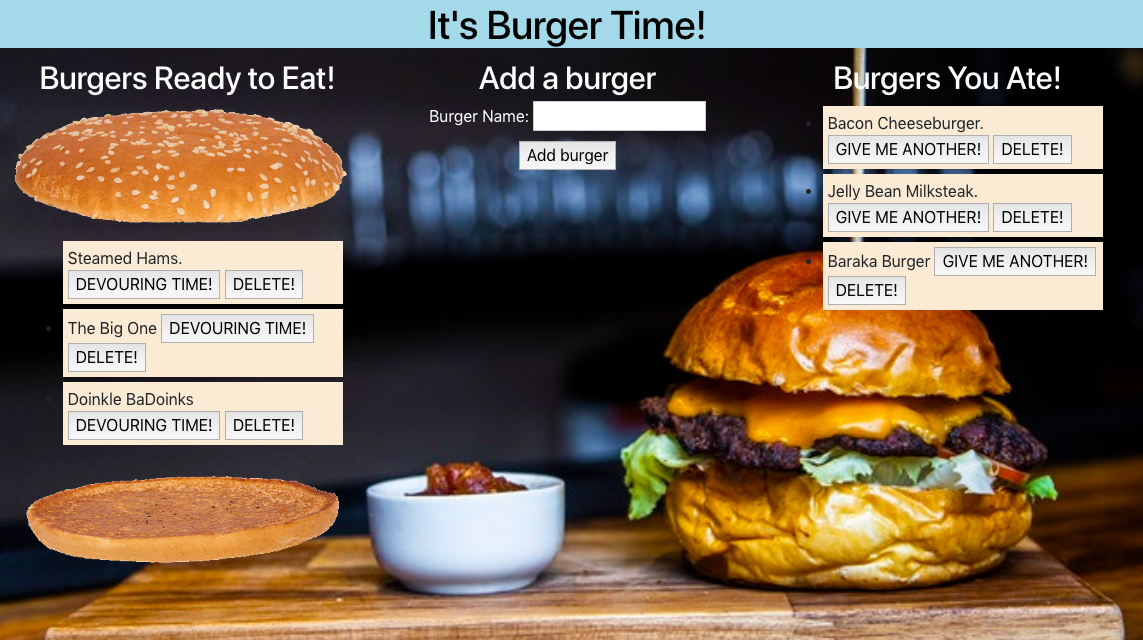 It's Burger Time!
Burgers Ready to Eat!
Steamed Hams.
DEVOURING TIME! DELETE!
The Big One DEVOURING TIME!
DELETE!
Doinkle BaDoinks
DEVOURING TIME! DELETE!
Add a burger
Burger Name:
Add burger
Burgers You Ate!
Bacon Cheeseburger.
GIVE ME ANOTHER! DELETE!
Jelly Bean Milksteak.
GIVE ME ANOTHER! DELETE!
Baraka Burger GIVE ME ANOTHER!
DELETE!